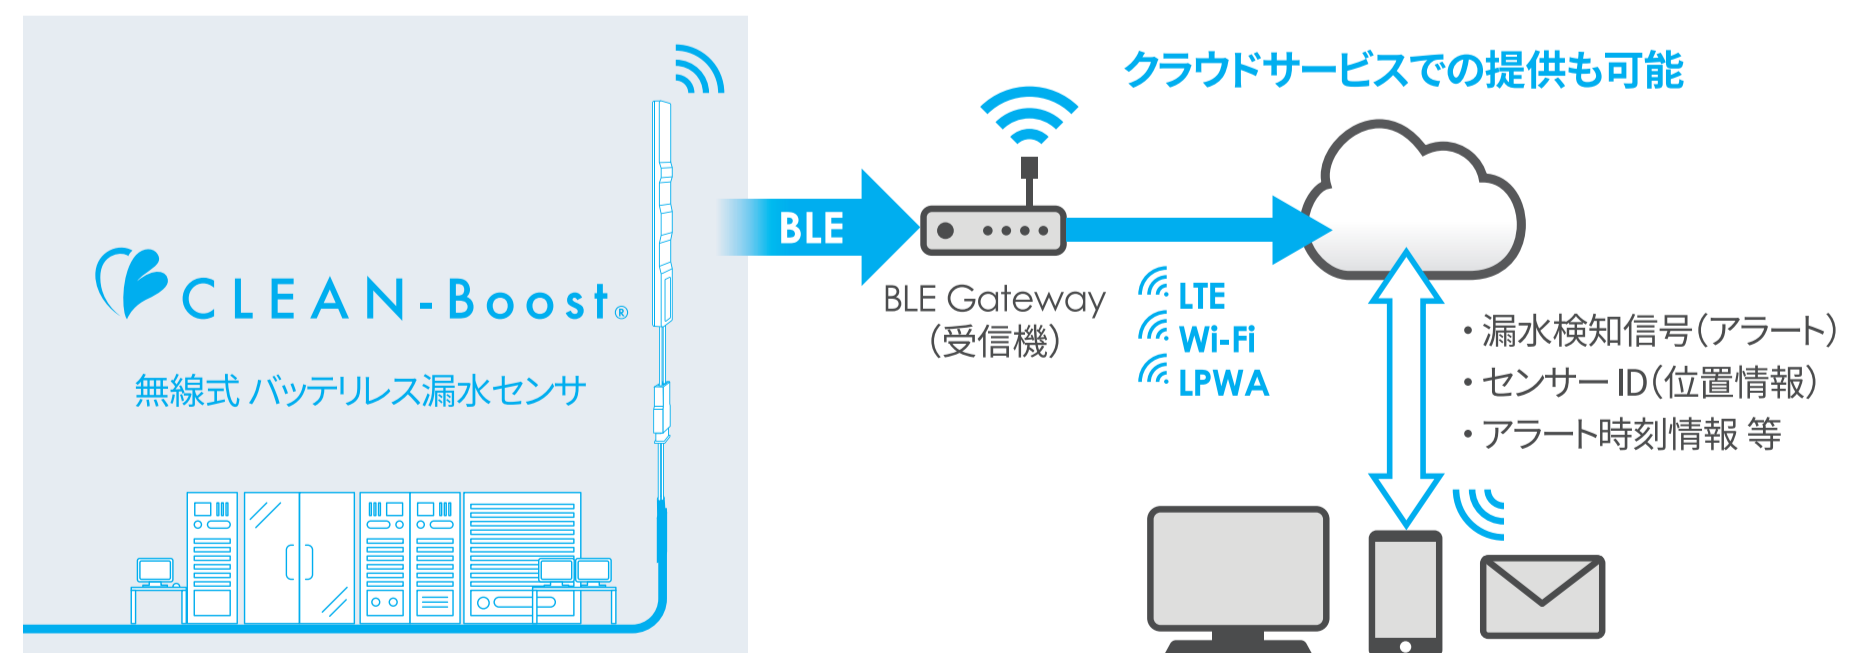 CLEAN-Boost®
無線式 バッテリレス漏水センサ
BLE
BLE Gateway
(受信機)
クラウドサービスでの提供も可能
LTE
Wi-Fi
LPWA
・漏水検知信号(アラート)
・センサー ID(位置情報)
・アラート時刻情報 等